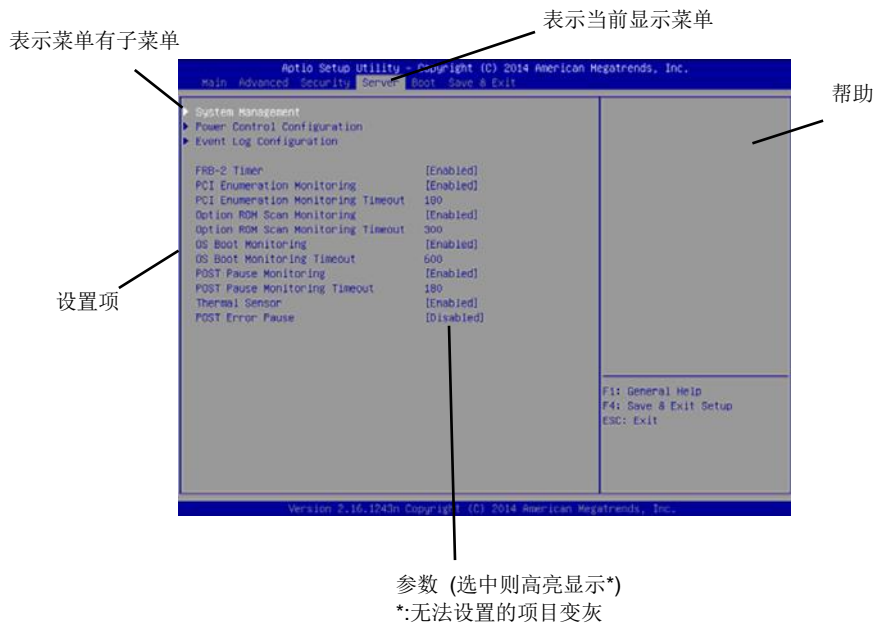 表示当前显示菜单
表示菜单有子菜单
帮助
Aptio Setup Utility - Copyright (C) 2014 American Megatrends, Inc.
Main Advanced Security Server Boot Save & Exit
System Management
Power Control Configuration
Event Log Configuration
FRB-2 Timer [Enabled]
PCI Enumeration Monitoring [Enabled]
PCI Enumeration Monitoring Timeout 180
Option ROM Scan Monitoring [Enabled]
Option ROM Scan Monitoring Timeout 300
OS Boot Monitoring [Enabled]
OS Boot Monitoring Timeout 600
POST Pause Monitoring [Enabled]
POST Pause Monitoring Timeout 180
Thermal Sensor [Enabled]
POST Error Pause [Disabled]
设置项
F1: General Help
F4: Save & Exit Setup
ESC: Exit
Version 2.16.1243n Copyright (C) 2014 American Megatrends, Inc.
参数 (选中则高亮显示*)
*:无法设置的项目变灰